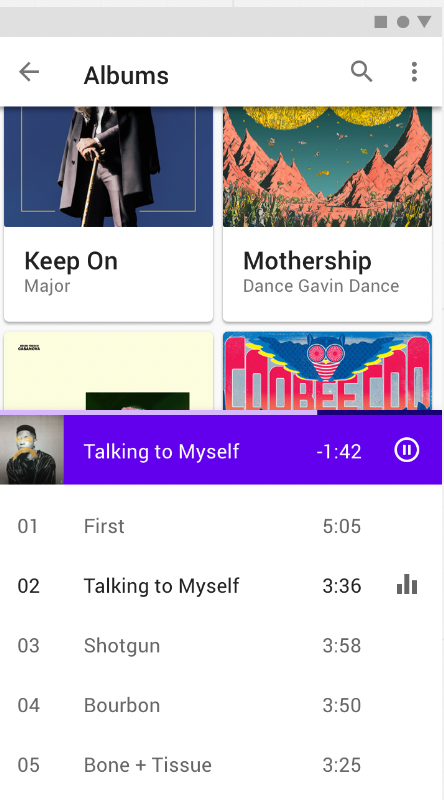 Albums
Keep On
Major
Mothership
Dance Gavin Dance
COOBEEGOO
Talking to Myself -1:42
01 First 5:05
02 Talking to Myself 3:36
03 Shotgun 3:58
04 Bourbon 3:50
05 Bone + Tissue 3:25